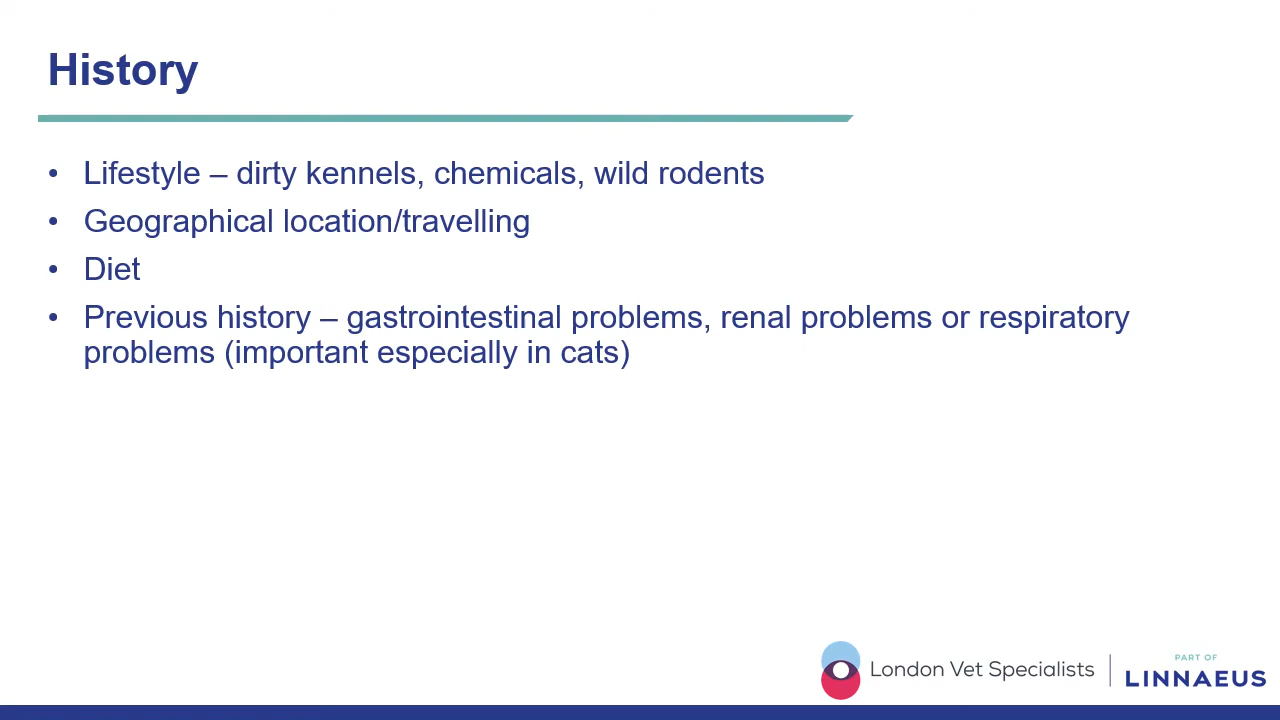 History
• Lifestyle – dirty kennels, chemicals, wild rodents
• Geographical location/travelling
• Diet
• Previous history – gastrointestinal problems, renal problems or respiratory
problems (important especially in cats)
London Vet Specialists
PART OF
LINNAEUS